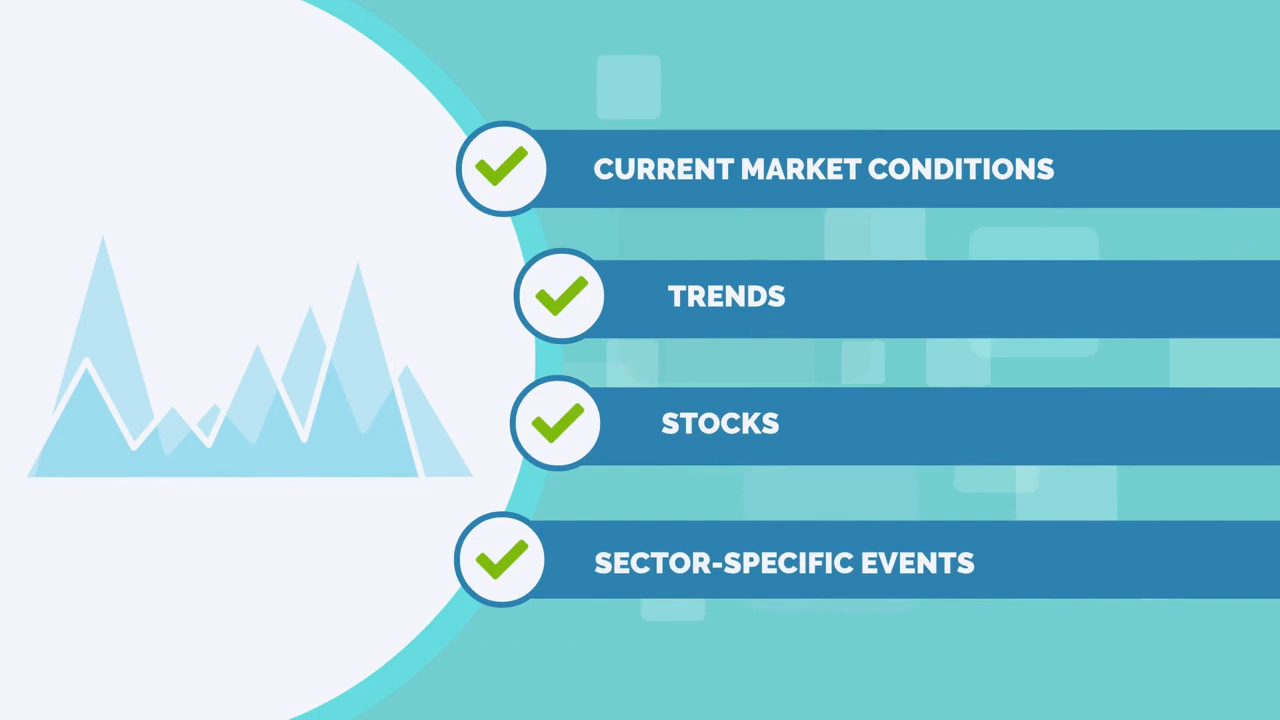 CURRENT MARKET CONDITIONS
TRENDS
STOCKS
SECTOR-SPECIFIC EVENTS